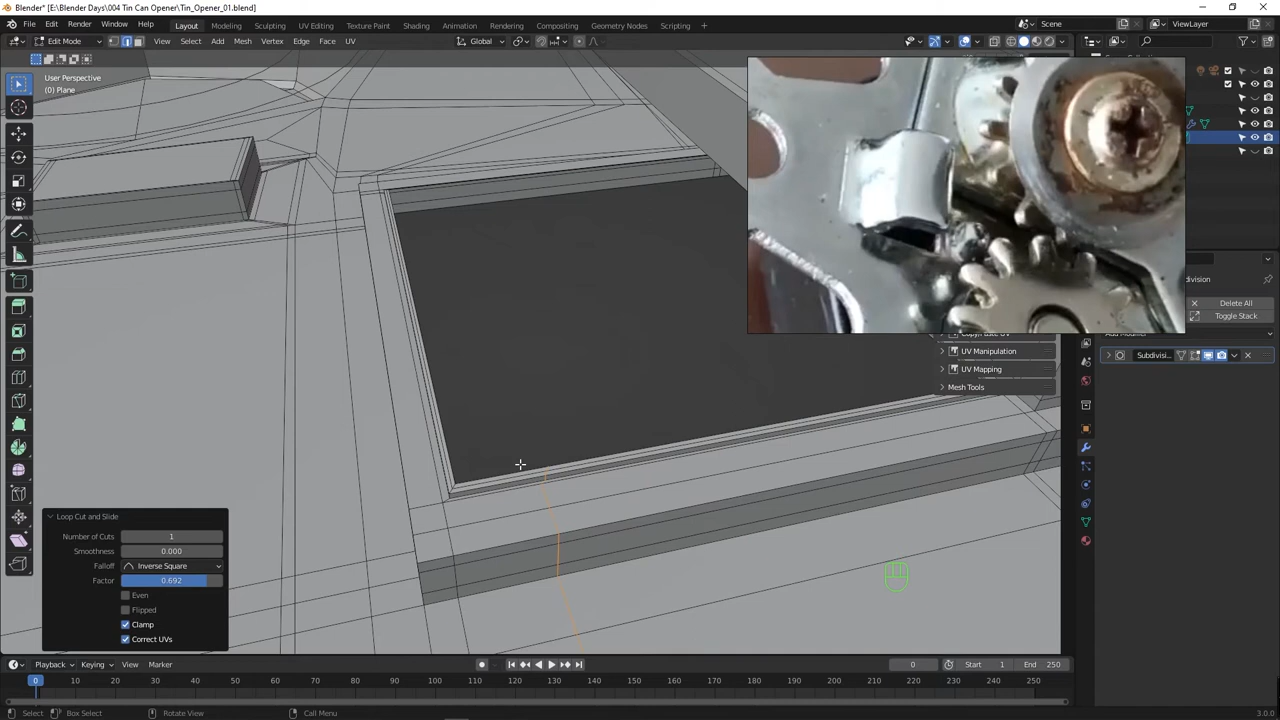 Blender* [E:\Blender Days\004 Tin Can Opener\Tin_Opener_01.blend]
File Edit Render Window Help Layout Modeling Sculpting UV Editing Texture Paint Shading Animation Rendering Compositing Geometry Nodes Scripting Scene ViewLayer
Edit Mode View Select Add Mesh Vertex Edge Face UV Global
User Perspective
(0) Plane
bdivision
Delete All
Toggle Stack
UV Manipulation
Subdivisi...
UV Mapping
Mesh Tools
Loop Cut and Slide
Number of Cuts 1
Smoothness 0.000
Falloff Inverse Square
Factor 0.692
Even
Flipped
Clamp
Correct UVs
Playback Keying View Marker 0 Start 1 End 250
0 10 20 30 40 50 60 70 80 90 100 110 120 130 140 150 160 170 180 190 200 210 220 230 240 250
Select Box Select Rotate View Call Menu 3.0.0